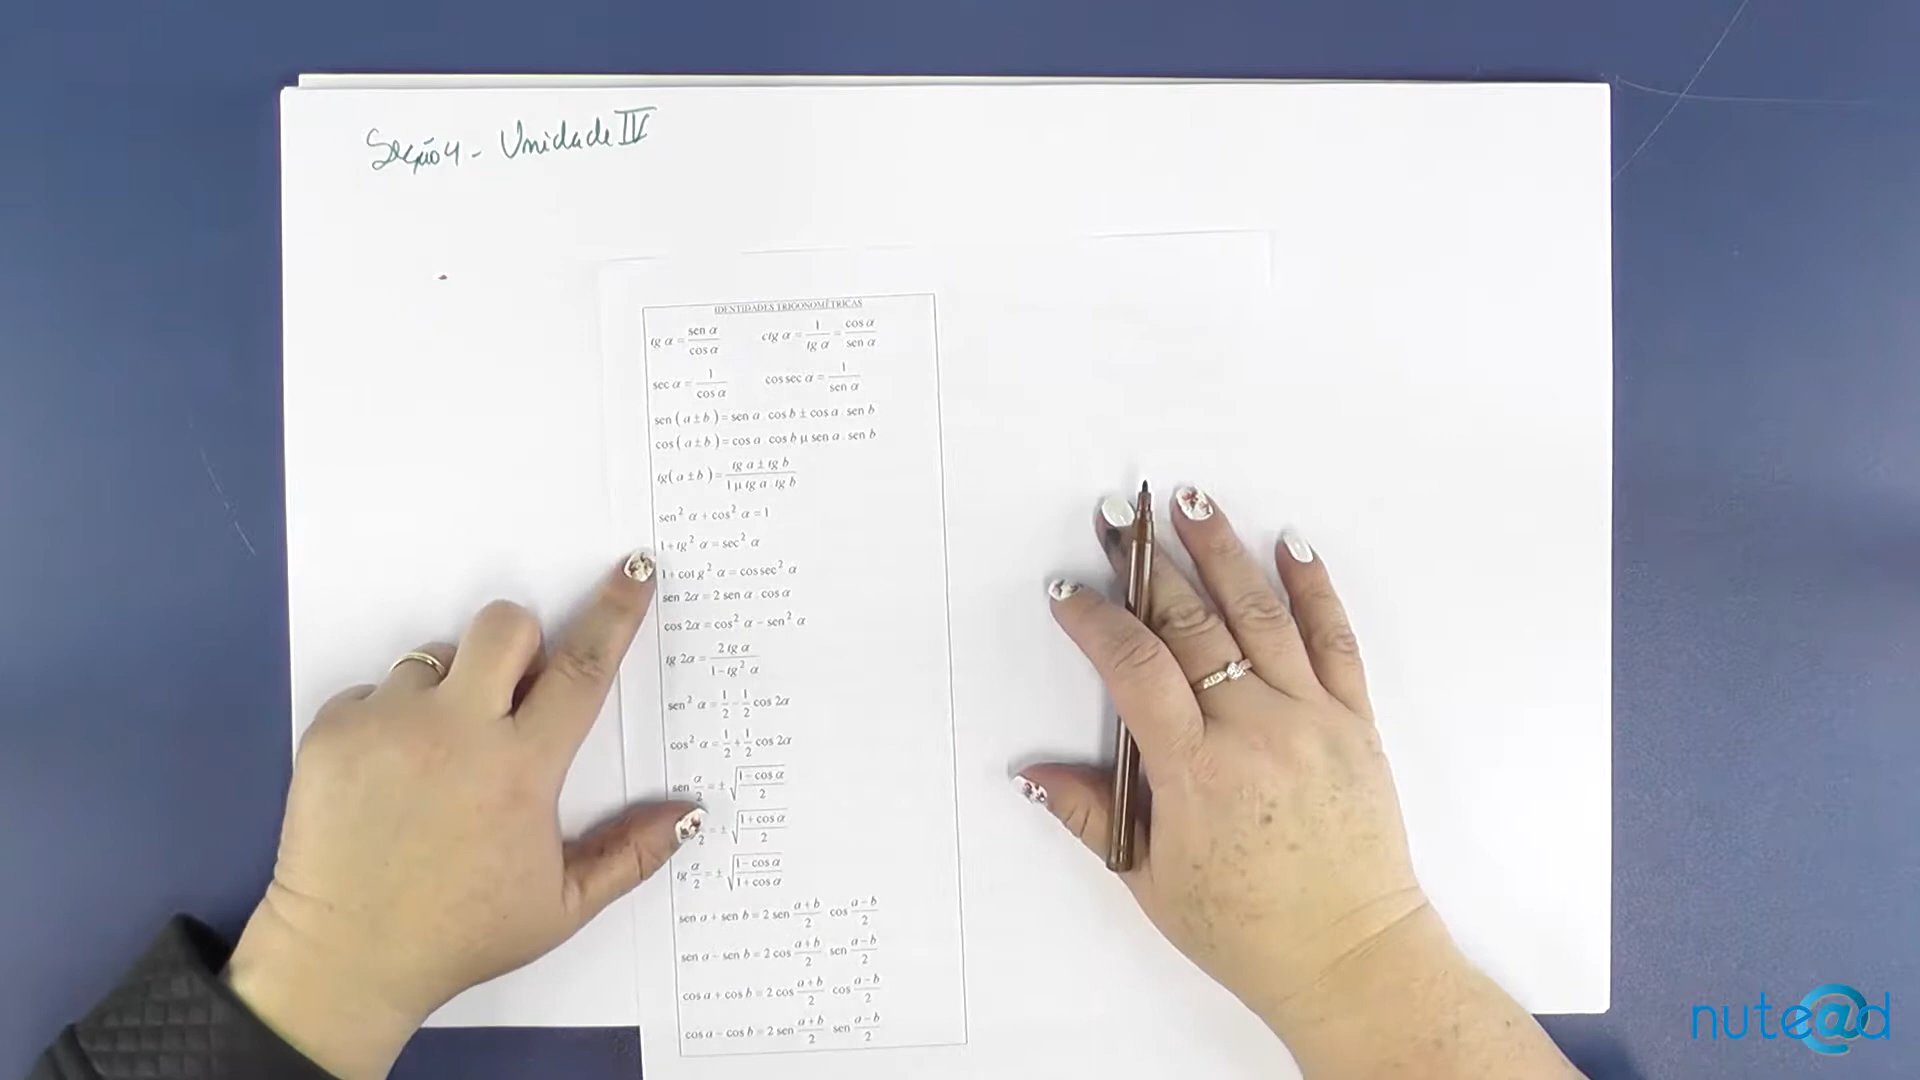 Seção 4 - Unidade IV
IDENTIDADES TRIGONOMÉTRICAS
tg α = sen α / cos α    ctg α = 1 / tg α = cos α / sen α
sec α = 1 / cos α    cos sec α = 1 / sen α
sen ( a ± b ) = sen a . cos b ± cos a . sen b
cos ( a ± b ) = cos a . cos b μ sen a . sen b
tg ( a ± b ) = tg a ± tg b / 1 μ tg a . tg b
sen² α + cos² α = 1
1 + tg² α = sec² α
1 + cot g² α = cos sec² α
sen 2α = 2 sen α . cos α
cos 2α = cos² α − sen² α
tg 2α = 2 tg α / 1 − tg² α
sen² α = 1/2 − 1/2 cos 2α
cos² α = 1/2 + 1/2 cos 2α
sen α/2 = ± √(1 − cos α / 2)
2 = ± √(1 + cos α / 2)
tg α/2 = ± √(1 − cos α / 1 + cos α)
sen a + sen b = 2 sen a + b / 2 cos a − b / 2
sen a − sen b = 2 cos a + b / 2 sen a − b / 2
cos a + cos b = 2 cos a + b / 2 cos a − b / 2
cos a − cos b = 2 sen a + b / 2 sen a − b / 2
nute@d